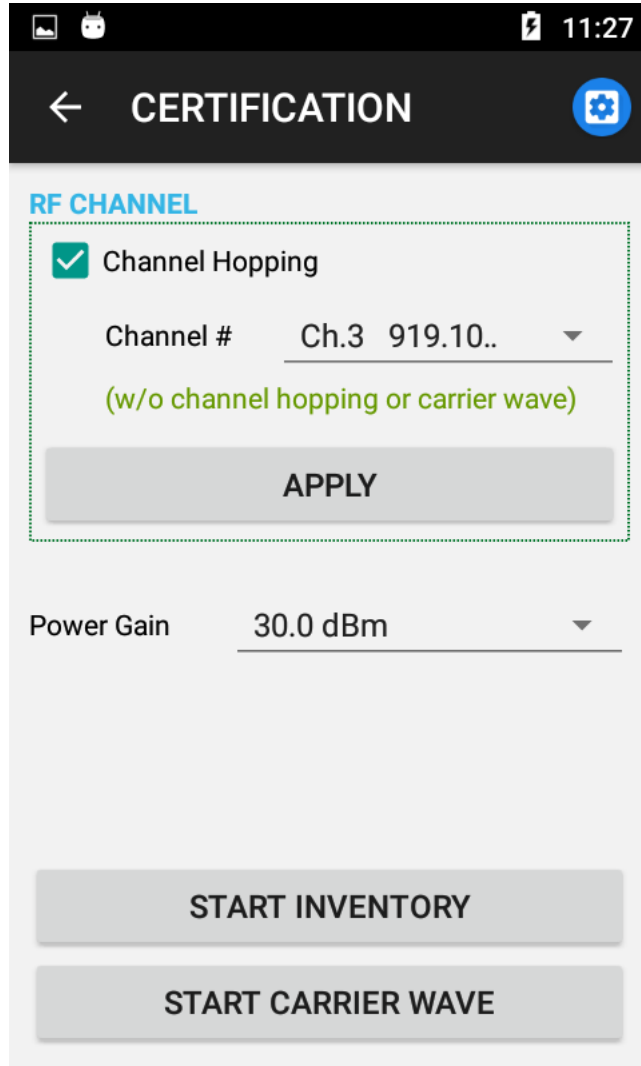 11:27
CERTIFICATION
RF CHANNEL
Channel Hopping
Channel # Ch.3 919.10..
(w/o channel hopping or carrier wave)
APPLY
Power Gain 30.0 dBm
START INVENTORY
START CARRIER WAVE